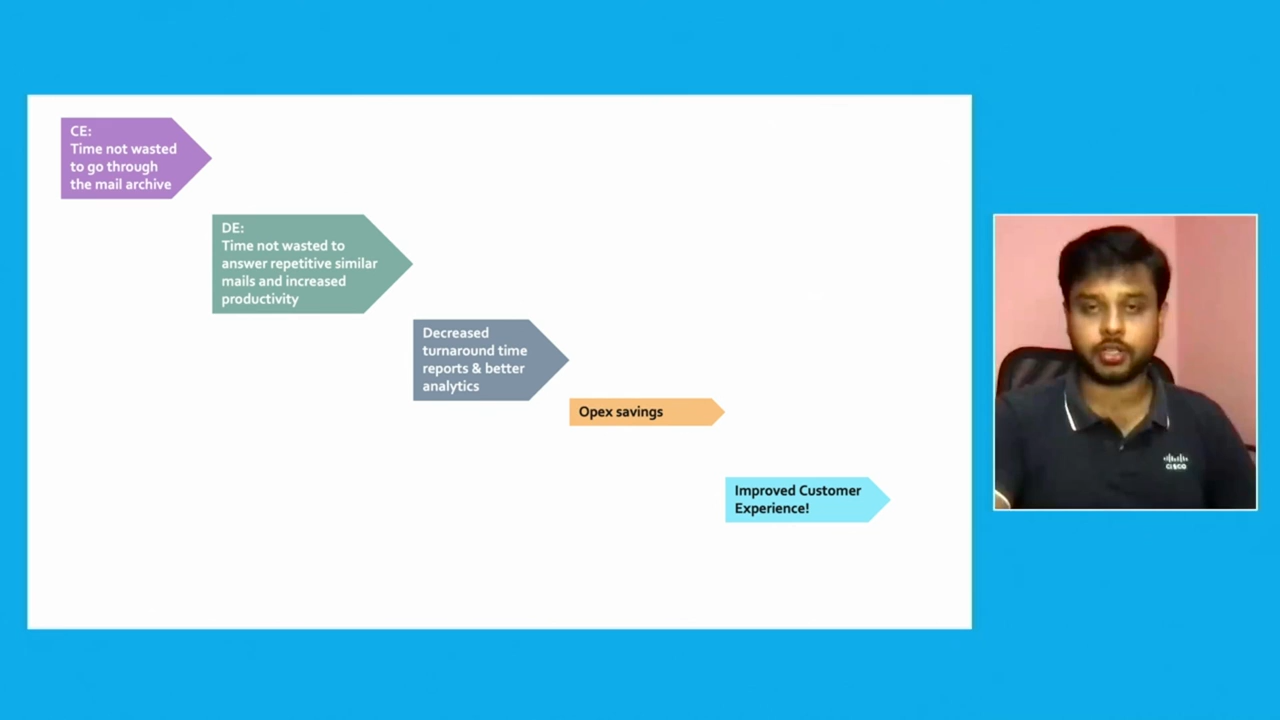 CE:
Time not wasted
to go through
the mail archive
DE:
Time not wasted to
answer repetitive similar
mails and increased
productivity
Decreased
turnaround time
reports & better
analytics
Opex savings
Improved Customer
Experience!
CISCO